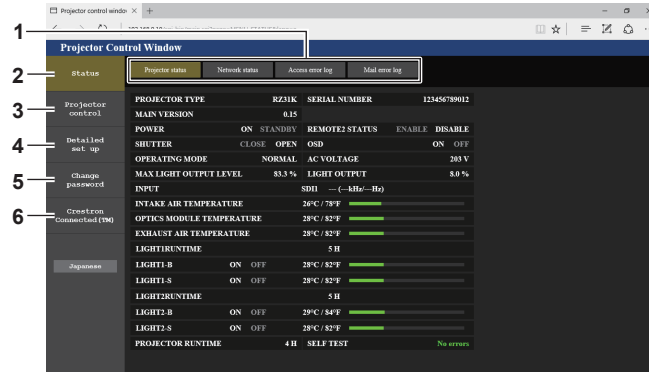 Projector control window
Projector Control Window
1
2
3
4
5
6
Status
Projector control
Detailed set up
Change password
Crestron Connected(TM)
Japanese
Projector status Network status Access error log Mail error log
PROJECTOR TYPE RZ31K SERIAL NUMBER 123456789012
MAIN VERSION 0.15
POWER ON STANDBY REMOTE2 STATUS ENABLE DISABLE
SHUTTER CLOSE OPEN OSD ON OFF
OPERATING MODE NORMAL AC VOLTAGE 203 V
MAX LIGHT OUTPUT LEVEL 83.3 % LIGHT OUTPUT 8.0 %
INPUT SDI1 --- (---kHz/---Hz)
INTAKE AIR TEMPERATURE 26°C / 78°F
OPTICS MODULE TEMPERATURE 28°C / 82°F
EXHAUST AIR TEMPERATURE 28°C / 82°F
LIGHT1RUNTIME 5 H
LIGHT1-B ON OFF 28°C / 82°F
LIGHT1-S ON OFF 28°C / 82°F
LIGHT2RUNTIME 5 H
LIGHT2-B ON OFF 29°C / 84°F
LIGHT2-S ON OFF 28°C / 82°F
PROJECTOR RUNTIME 4 H SELF TEST No errors